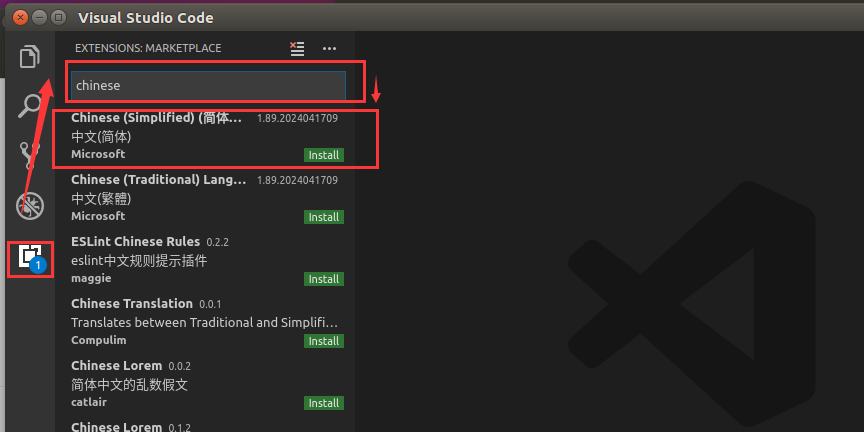 Visual Studio Code
EXTENSIONS: MARKETPLACE
chinese
Chinese (Simplified) (简体... 1.89.2024041709
中文(简体)
Microsoft Install
Chinese (Traditional) Lang... 1.89.2024041709
中文(繁體)
Microsoft Install
ESLint Chinese Rules 0.2.2
eslint中文规则提示插件
maggie Install
Chinese Translation 0.0.1
Translates between Traditional and Simplifi...
Compulim Install
Chinese Lorem 0.0.2
简体中文的乱数假文
catlair Install
Chinese Lorem 0.1.2
1